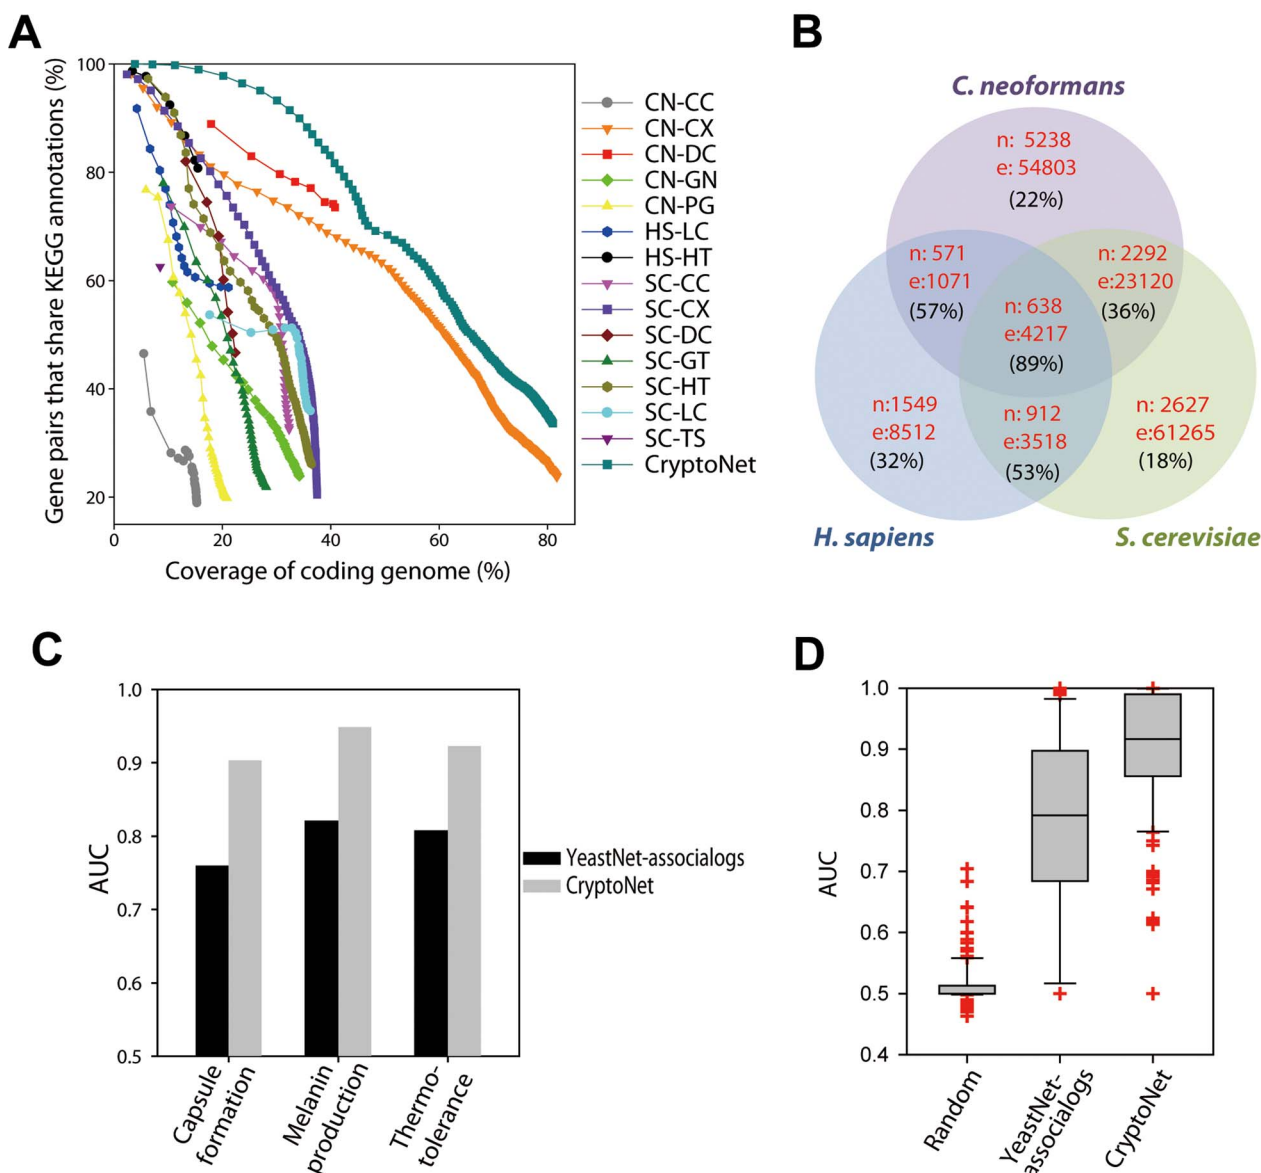 A
Gene pairs that share KEGG annotations (%)
100
80
60
40
20
0
20
40
60
80
Coverage of coding genome (%)
CN-CC
CN-CX
CN-DC
CN-GN
CN-PG
HS-LC
HS-HT
SC-CC
SC-CX
SC-DC
SC-GT
SC-HT
SC-LC
SC-TS
CryptoNet
B
C. neoformans
n: 5238
e: 54803
(22%)
n: 571
e:1071
(57%)
n: 2292
e:23120
(36%)
n: 638
e:4217
(89%)
n:1549
e:8512
(32%)
n: 912
e:3518
(53%)
n: 2627
e:61265
(18%)
H. sapiens
S. cerevisiae
C
AUC
1.0
0.9
0.8
0.7
0.6
0.5
Capsule
formation
Melanin
production
Thermo-
tolerance
YeastNet-associalogs
CryptoNet
D
AUC
1.0
0.9
0.8
0.7
0.6
0.5
0.4
Random
YeastNet-
associalogs
CryptoNet